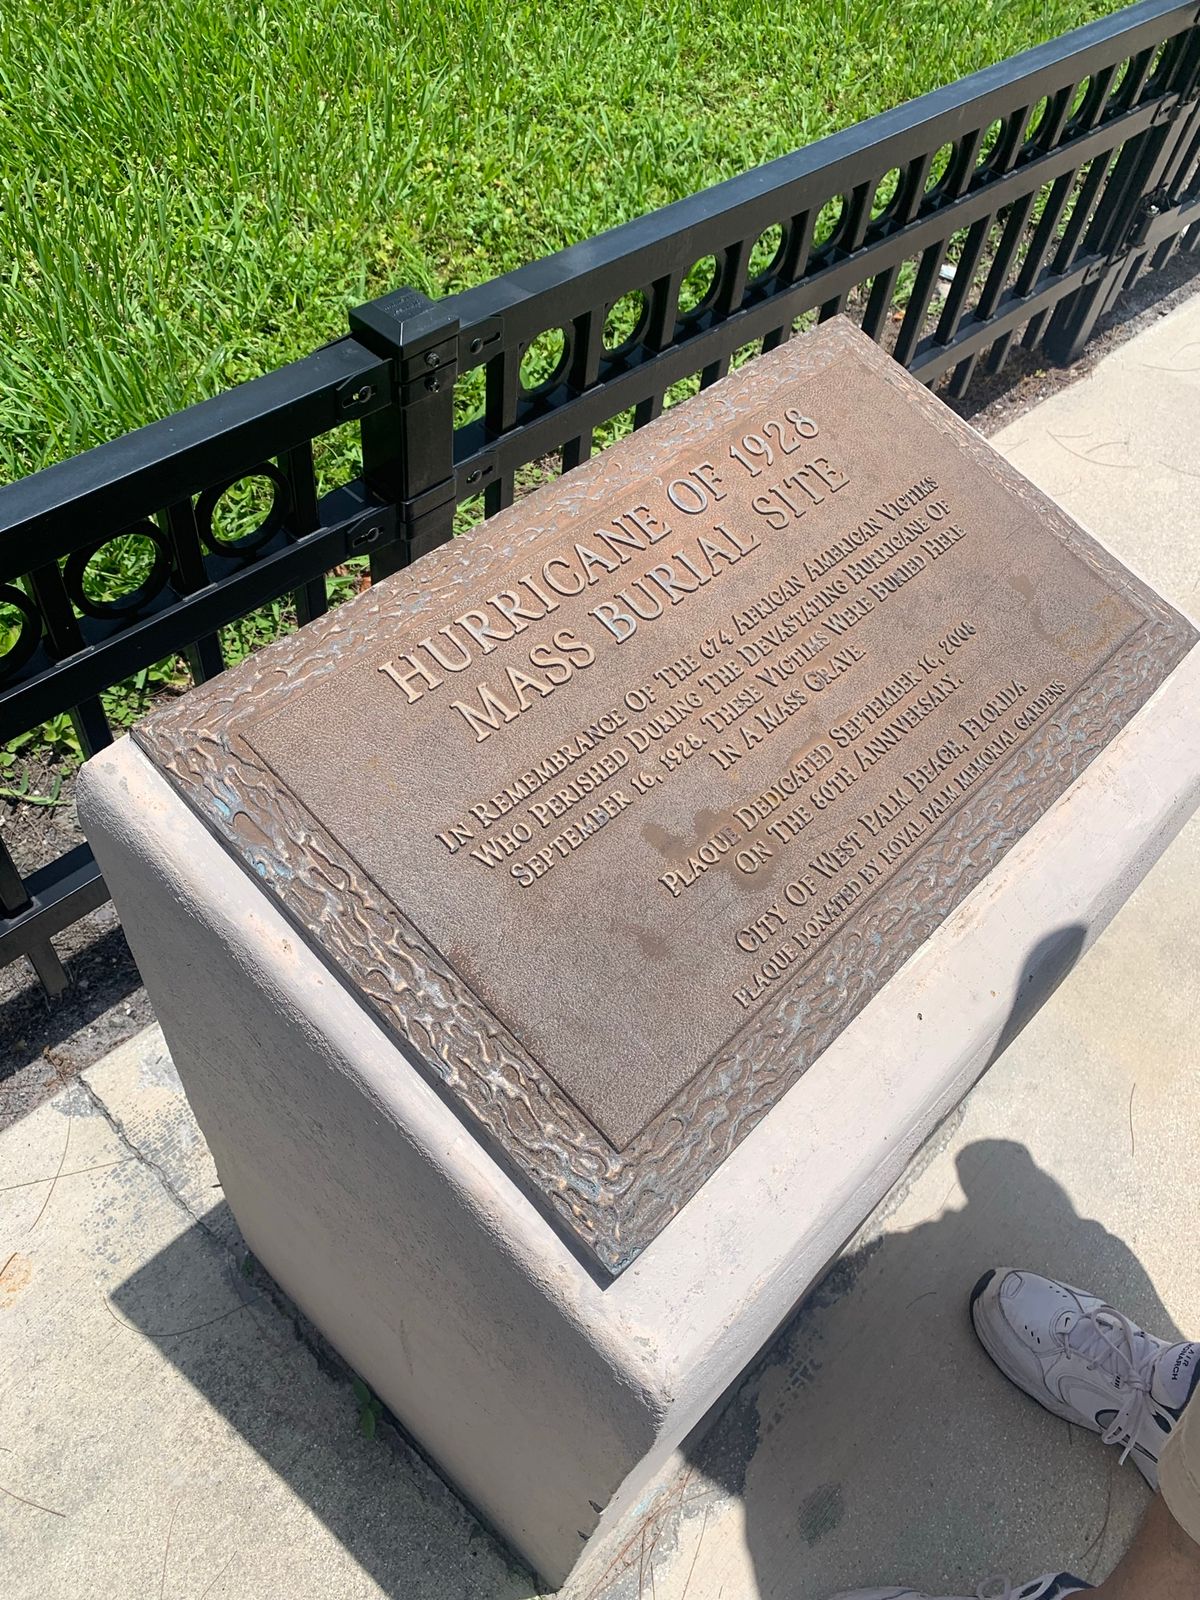 HURRICANE OF 1928
MASS BURIAL SITE
IN REMEMBRANCE OF THE 674 AFRICAN AMERICAN VICTIMS
WHO PERISHED DURING THE DEVASTATING HURRICANE OF
SEPTEMBER 16, 1928. THESE VICTIMS WERE BURIED HERE
IN A MASS GRAVE.
PLAQUE DEDICATED SEPTEMBER 16, 2008
ON THE 80TH ANNIVERSARY.
CITY OF WEST PALM BEACH, FLORIDA
PLAQUE DONATED BY ROYAL PALM MEMORIAL GARDENS
AIR
MONARCH